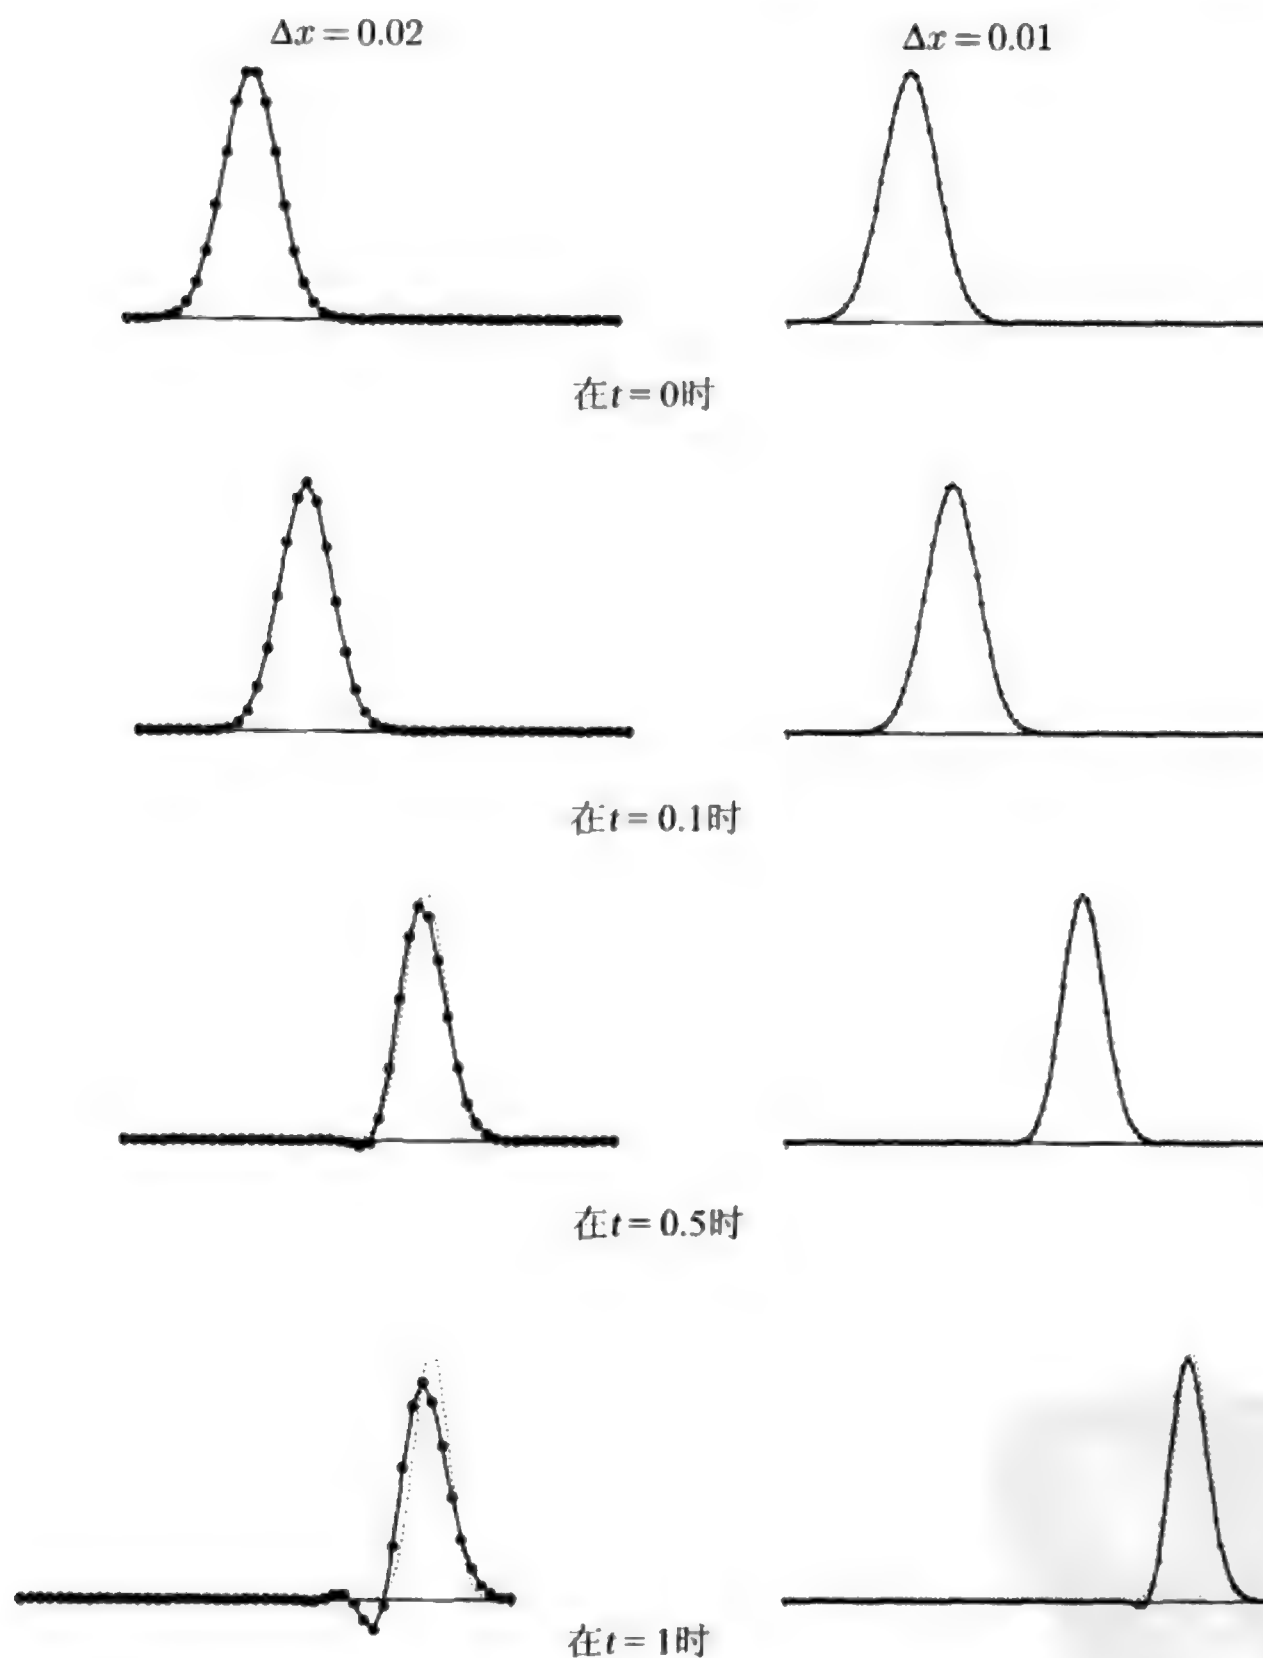 Δx = 0.02
Δx = 0.01
在t = 0时
在t = 0.1时
在t = 0.5时
在t = 1时